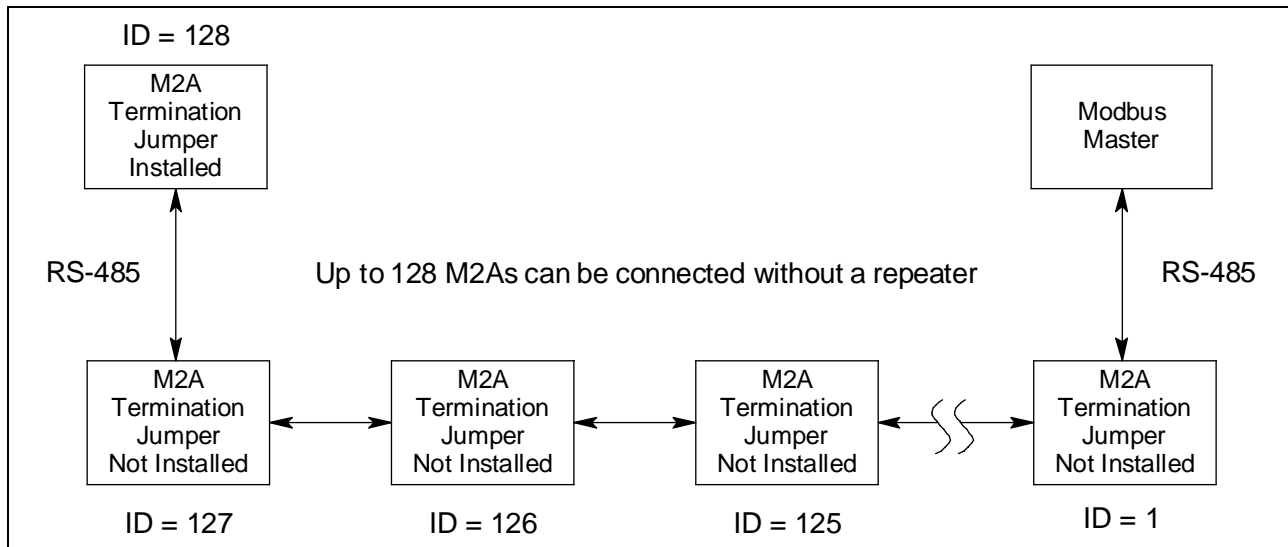 ID = 128
M2A
Termination
Jumper
Installed
Modbus
Master
RS-485
Up to 128 M2As can be connected without a repeater
RS-485
M2A
Termination
Jumper
Not Installed
M2A
Termination
Jumper
Not Installed
M2A
Termination
Jumper
Not Installed
M2A
Termination
Jumper
Not Installed
ID = 127
ID = 126
ID = 125
ID = 1